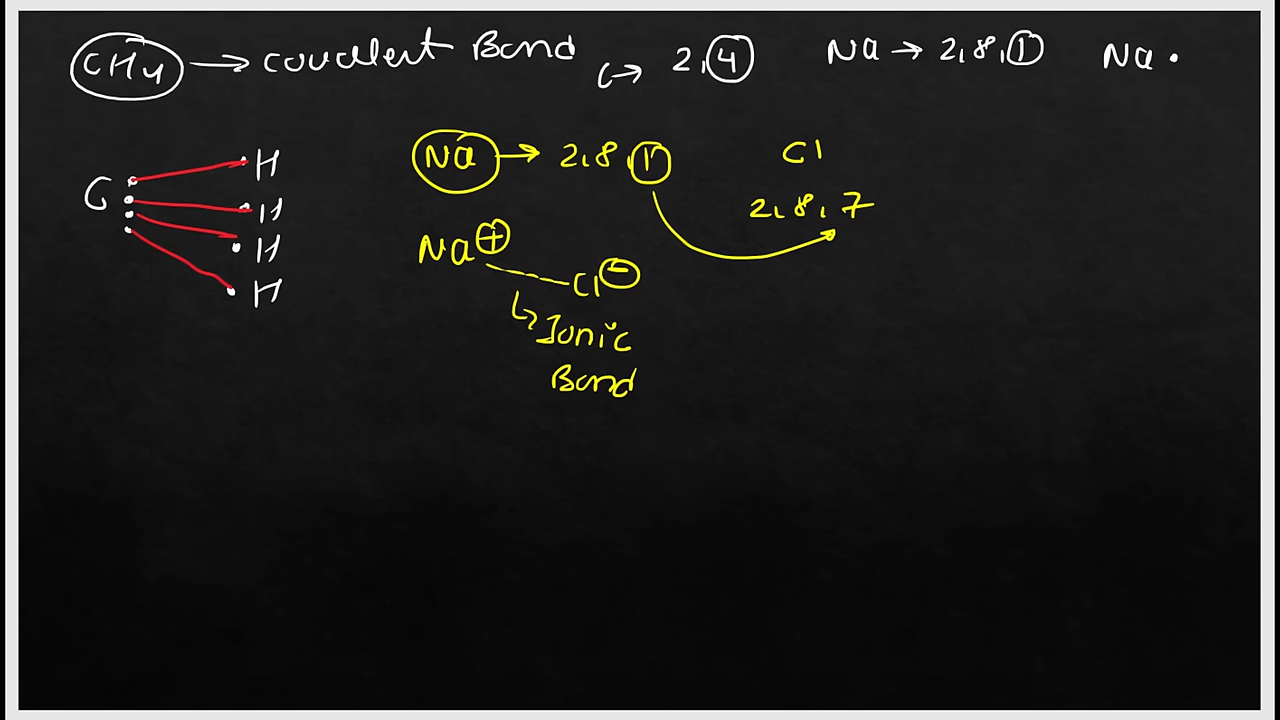 CH4 → covalent Bond
C → 2,4
Na → 2,8,1
Na •
C
H
H
H
H
Na → 2,8,1
Cl
2,8,7
Na+
Cl-
Ionic
Bond